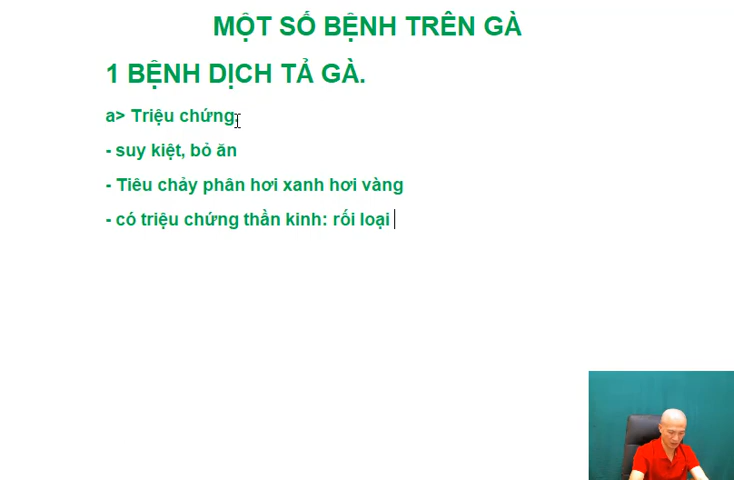 MỘT SỐ BỆNH TRÊN GÀ
1 BỆNH DỊCH TẢ GÀ.
a> Triệu chứng:
- suy kiệt, bỏ ăn
- Tiêu chảy phân hơi xanh hơi vàng
- có triệu chứng thần kinh: rối loại